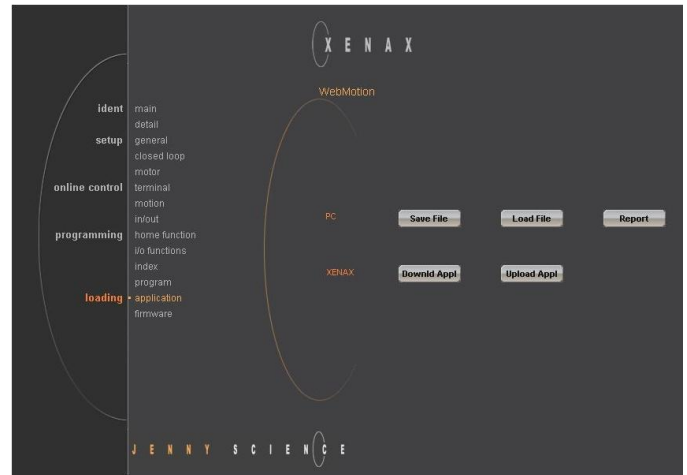 XENAX
WebMotion
ident main
detail
setup general
closed loop
motor
online control terminal
motion
in/out
programming home function
i/o functions
index
program
loading • application
firmware
PC Save File Load File Report
XENAX Downld Appl Upload Appl
JENNY SCIENCE